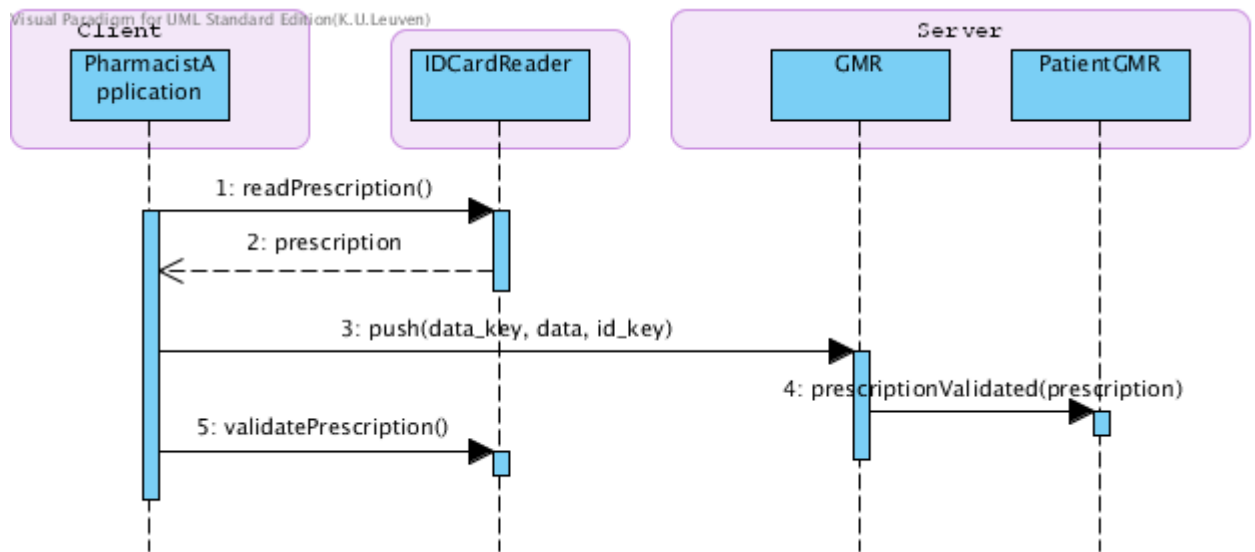 Visual Paradigm for UML Standard Edition(K.U.Leuven)
Client
Server
PharmacistA
pplication
IDCardReader
GMR
PatientGMR
1: readPrescription()
2: prescription
3: push(data_key, data, id_key)
4: prescriptionValidated(prescription)
5: validatePrescription()